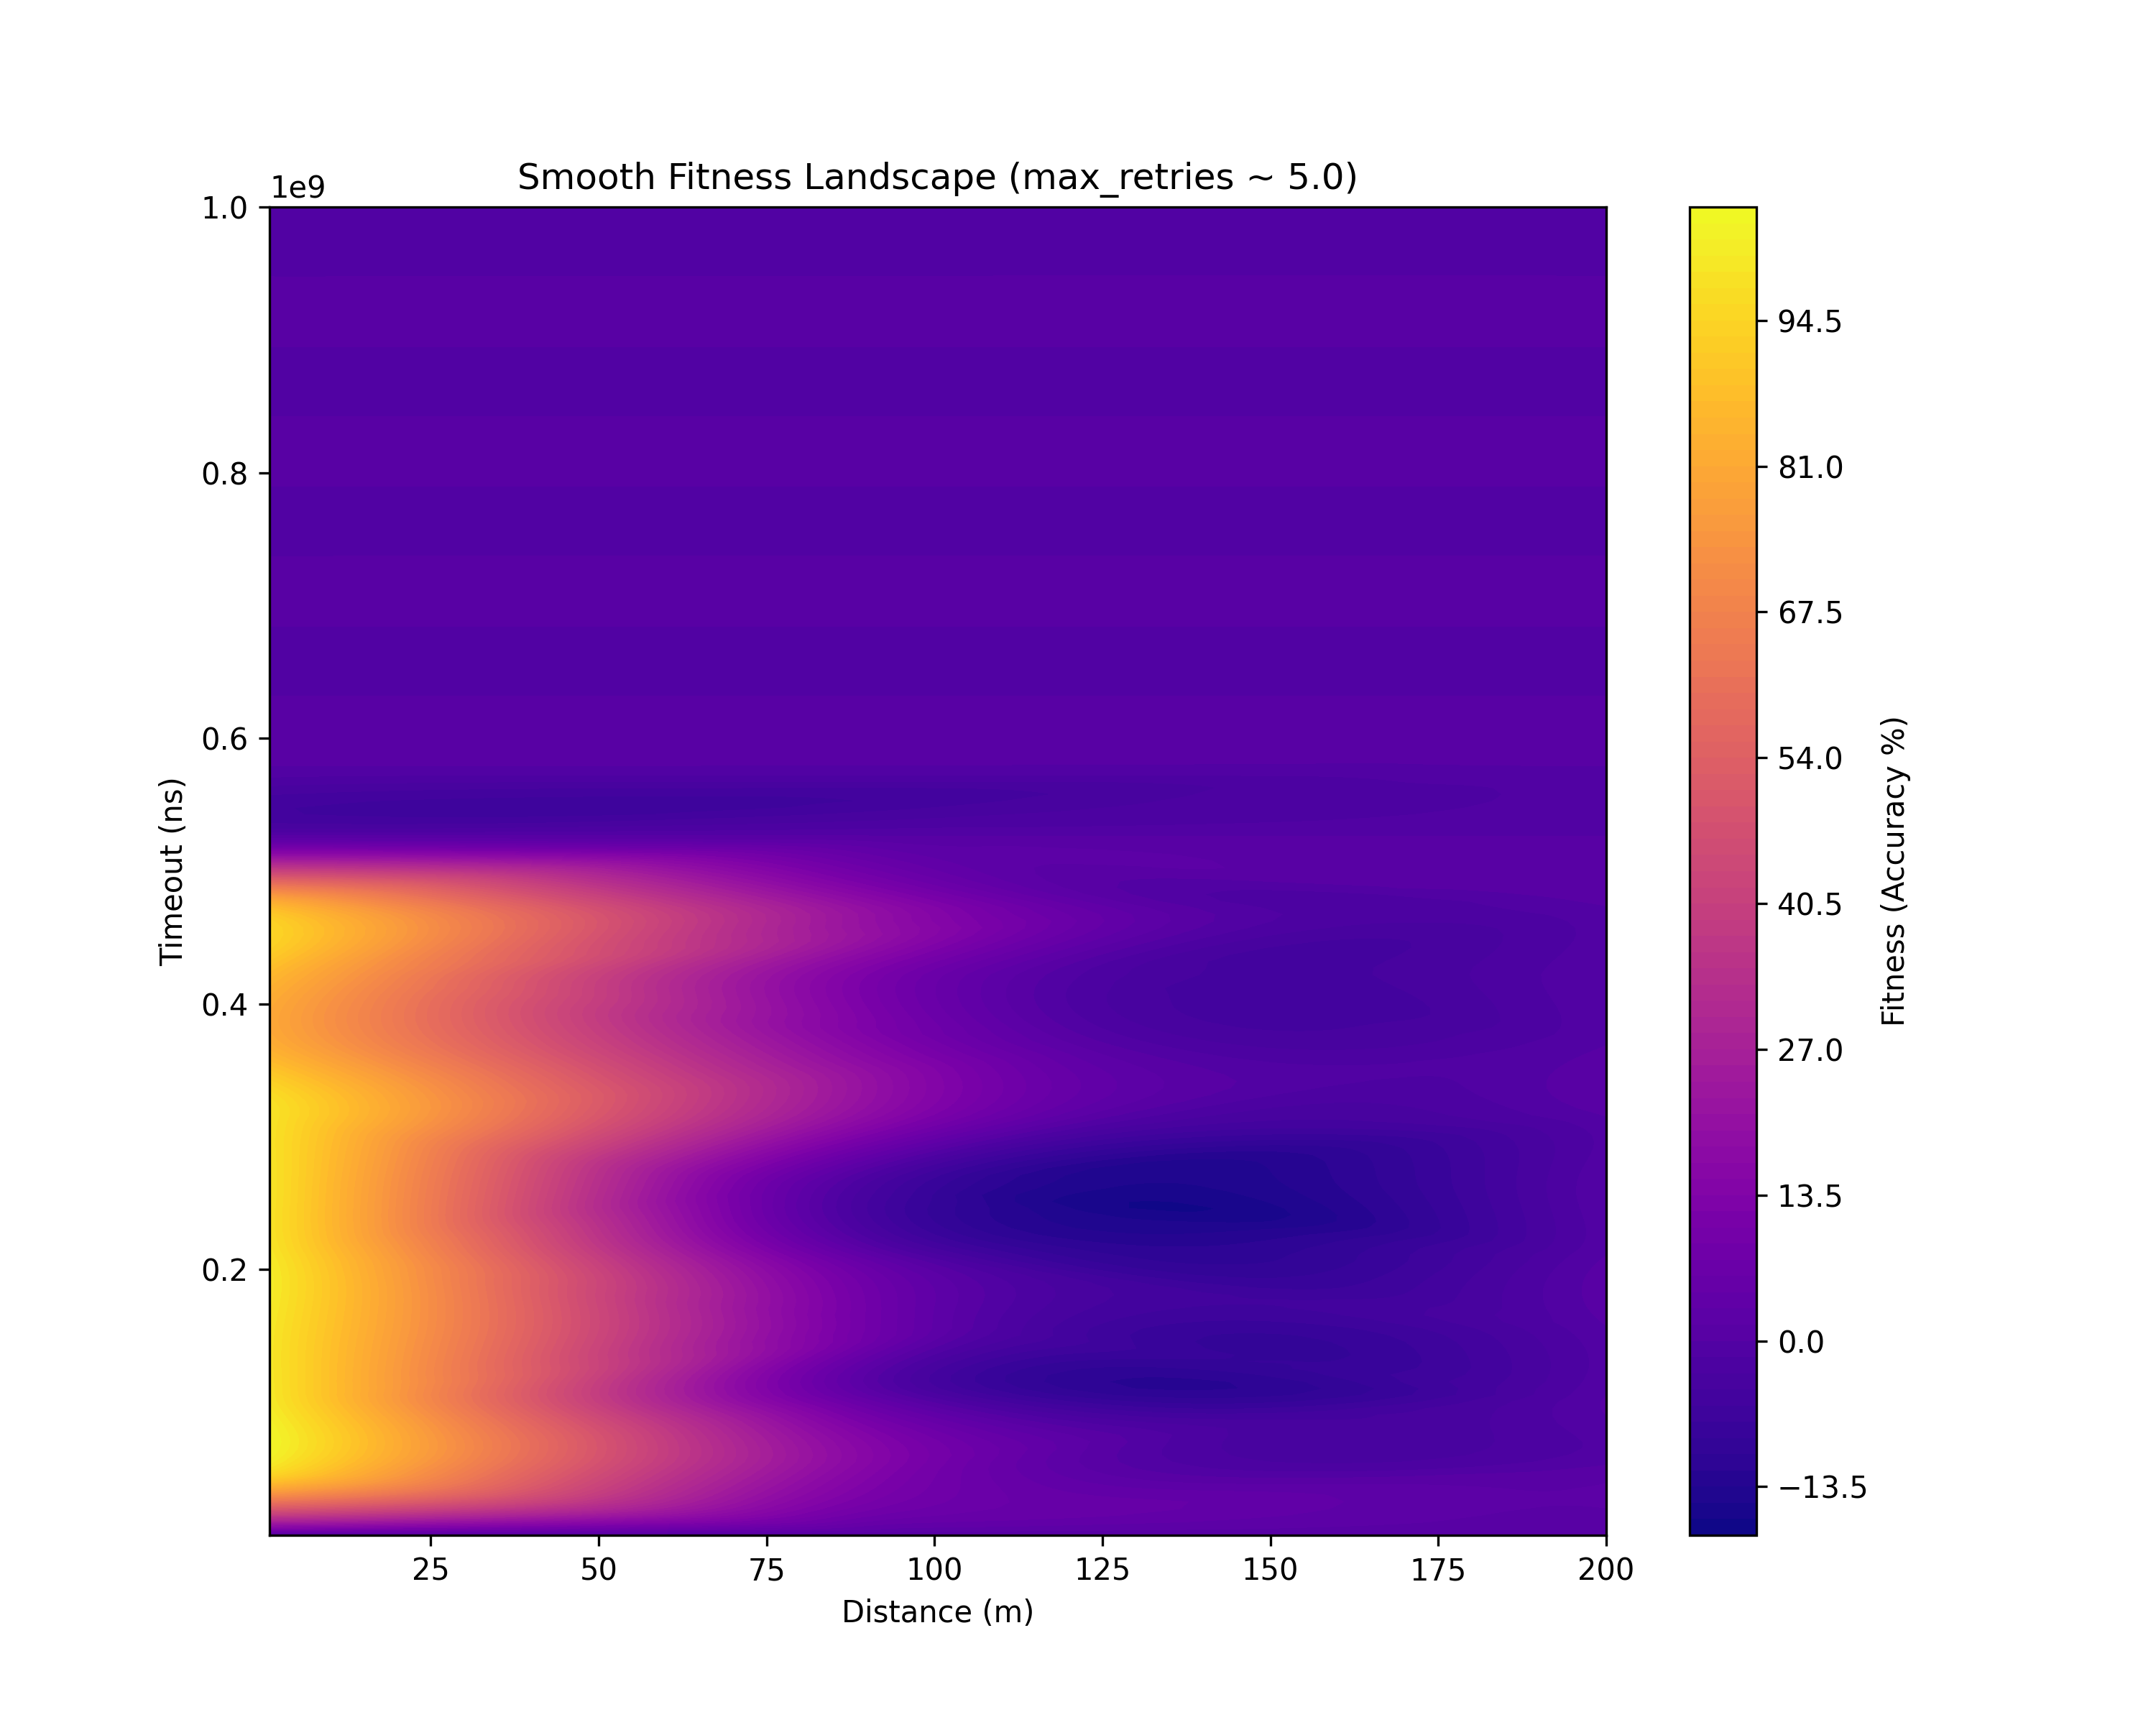 Smooth Fitness Landscape (max_retries ~ 5.0)
1e9
1.0
0.8
0.6
0.4
0.2
Timeout (ns)
25 50 75 100 125 150 175 200
Distance (m)
94.5
81.0
67.5
54.0
40.5
27.0
13.5
0.0
−13.5
Fitness (Accuracy %)